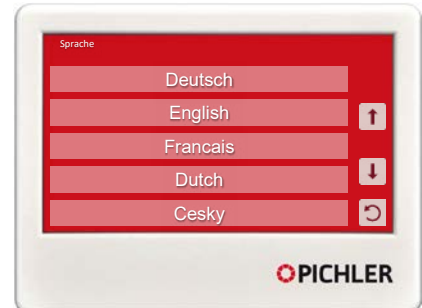 Sprache
Deutsch
English
Francais
Dutch
Cesky
PICHLER